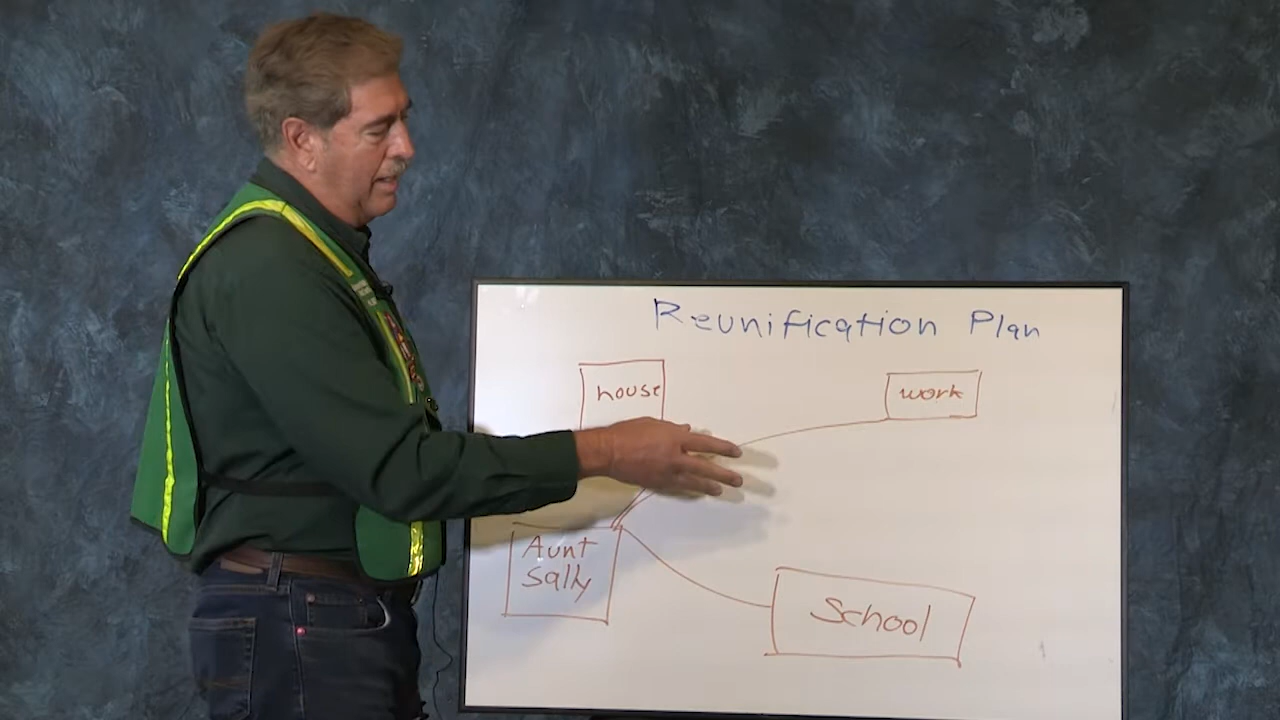 Reunification Plan
house
work
Aunt
Sally
School